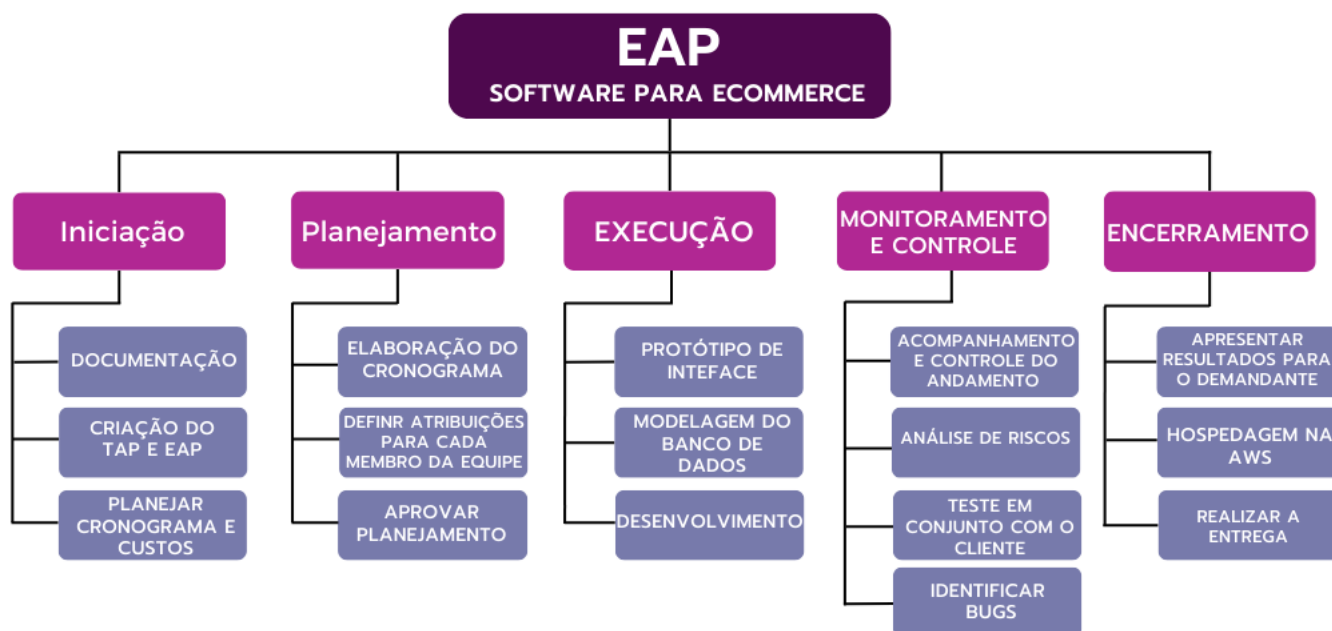 EAP
SOFTWARE PARA ECOMMERCE
Iniciação
Planejamento
EXECUÇÃO
MONITORAMENTO
E CONTROLE
ENCERRAMENTO
DOCUMENTAÇÃO
CRIAÇÃO DO
TAP E EAP
PLANEJAR
CRONOGRAMA E
CUSTOS
ELABORAÇÃO DO
CRONOGRAMA
DEFINR ATRIBUIÇÕES
PARA CADA
MEMBRO DA EQUIPE
APROVAR
PLANEJAMENTO
PROTÓTIPO DE
INTEFACE
MODELAGEM DO
BANCO DE
DADOS
DESENVOLVIMENTO
ACOMPANHAMENTO
E CONTROLE DO
ANDAMENTO
ANÁLISE DE RISCOS
TESTE EM
CONJUNTO COM O
CLIENTE
IDENTIFICAR
BUGS
APRESENTAR
RESULTADOS PARA
O DEMANDANTE
HOSPEDAGEM NA
AWS
REALIZAR A
ENTREGA